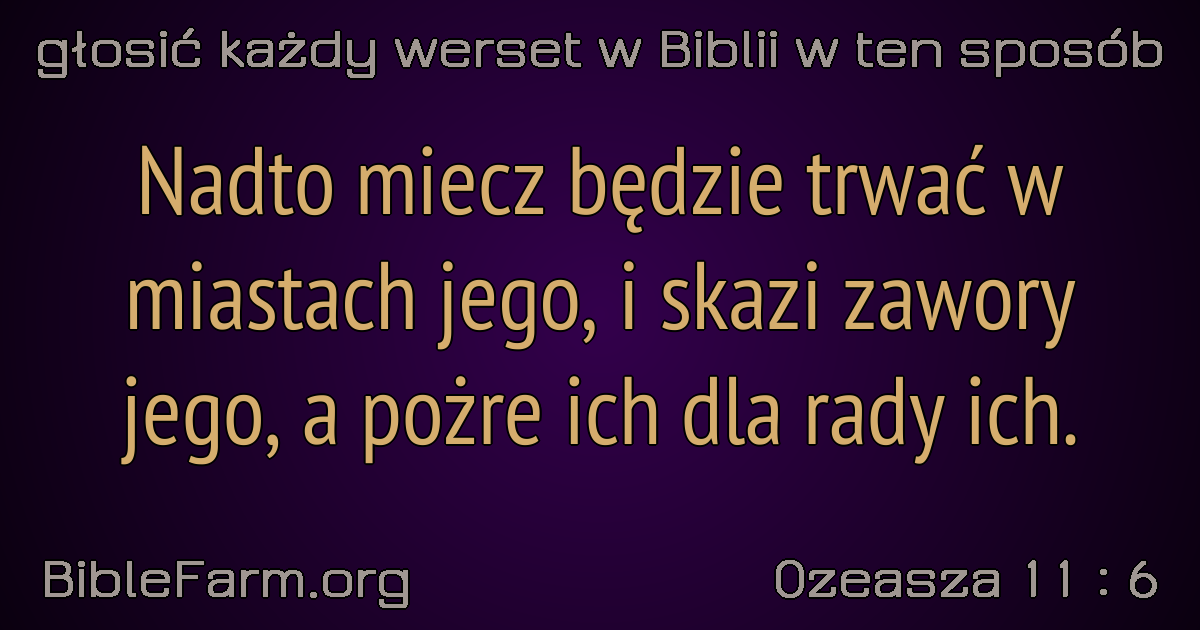 głosić każdy werset w Biblii w ten sposób
Nadto miecz będzie trwać w
miastach jego, i skazi zawory
jego, a pożre ich dla rady ich.
BibleFarm.org
Ozeasza 11 : 6